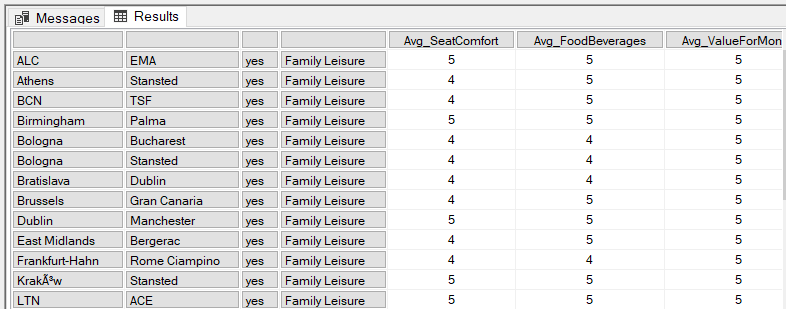 Messages Results
Avg_SeatComfort Avg_FoodBeverages Avg_ValueForMon
ALC EMA yes Family Leisure 5 5 5
Athens Stansted yes Family Leisure 4 5 5
BCN TSF yes Family Leisure 4 5 5
Birmingham Palma yes Family Leisure 5 5 5
Bologna Bucharest yes Family Leisure 4 4 5
Bologna Stansted yes Family Leisure 4 4 5
Bratislava Dublin yes Family Leisure 4 4 5
Brussels Gran Canaria yes Family Leisure 4 5 5
Dublin Manchester yes Family Leisure 5 5 5
East Midlands Bergerac yes Family Leisure 4 5 5
Frankfurt-Hahn Rome Ciampino yes Family Leisure 4 4 5
KrakÃ³w Stansted yes Family Leisure 5 5 5
LTN ACE yes Family Leisure 5 5 5